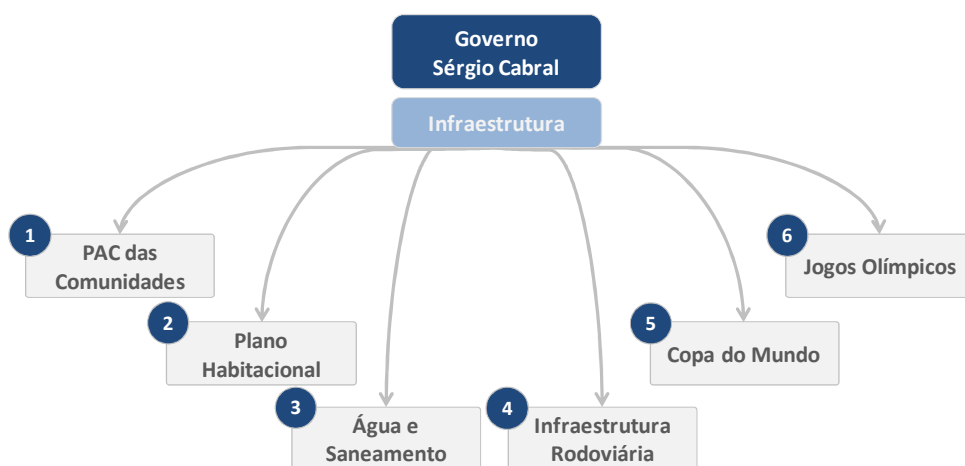 Governo
Sérgio Cabral
Infraestrutura
1
PAC das
Comunidades
2
Plano
Habitacional
3
Água e
Saneamento
4
Infraestrutura
Rodoviária
5
Copa do Mundo
6
Jogos Olímpicos